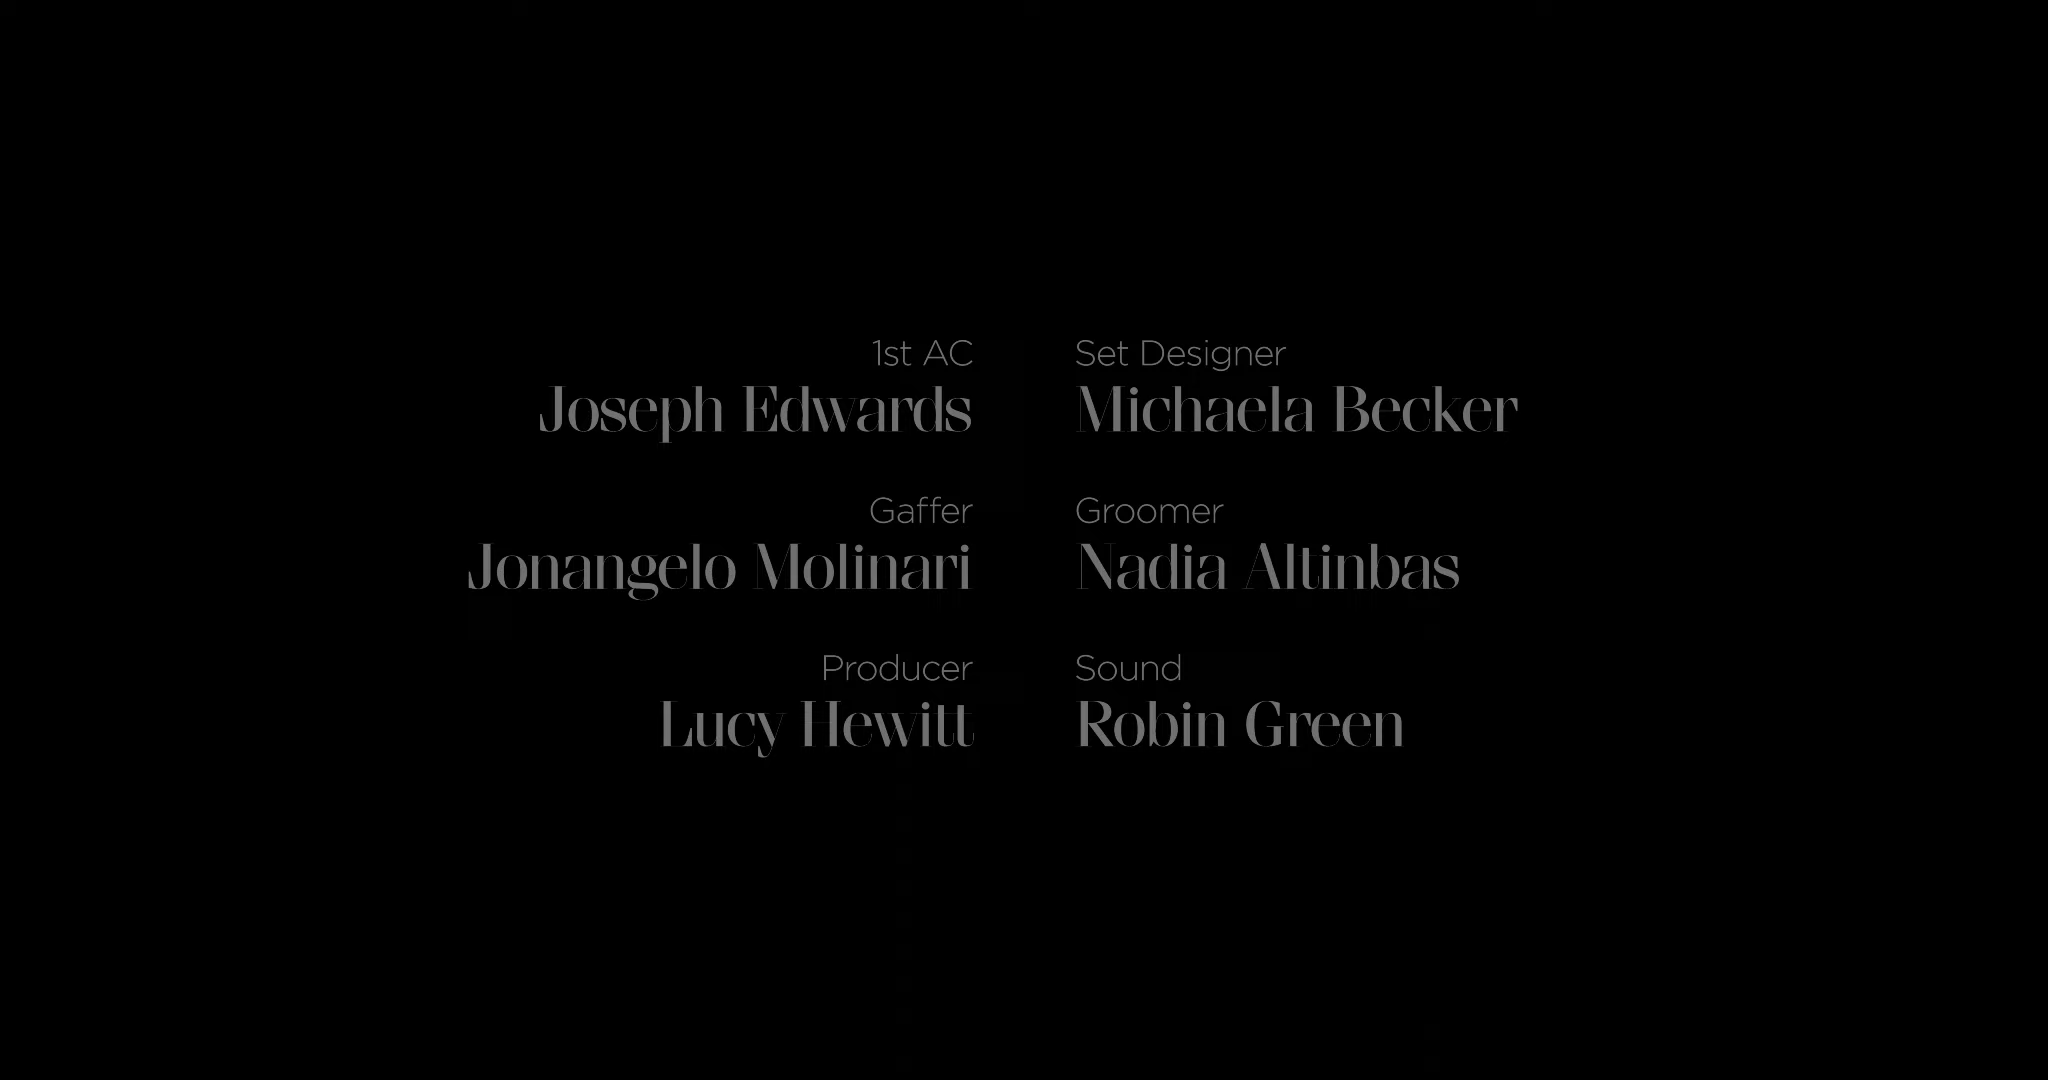 1st AC
Joseph Edwards
Gaffer
Jonangelo Molinari
Producer
Lucy Hewitt
Set Designer
Michaela Becker
Groomer
Nadia Altinbas
Sound
Robin Green